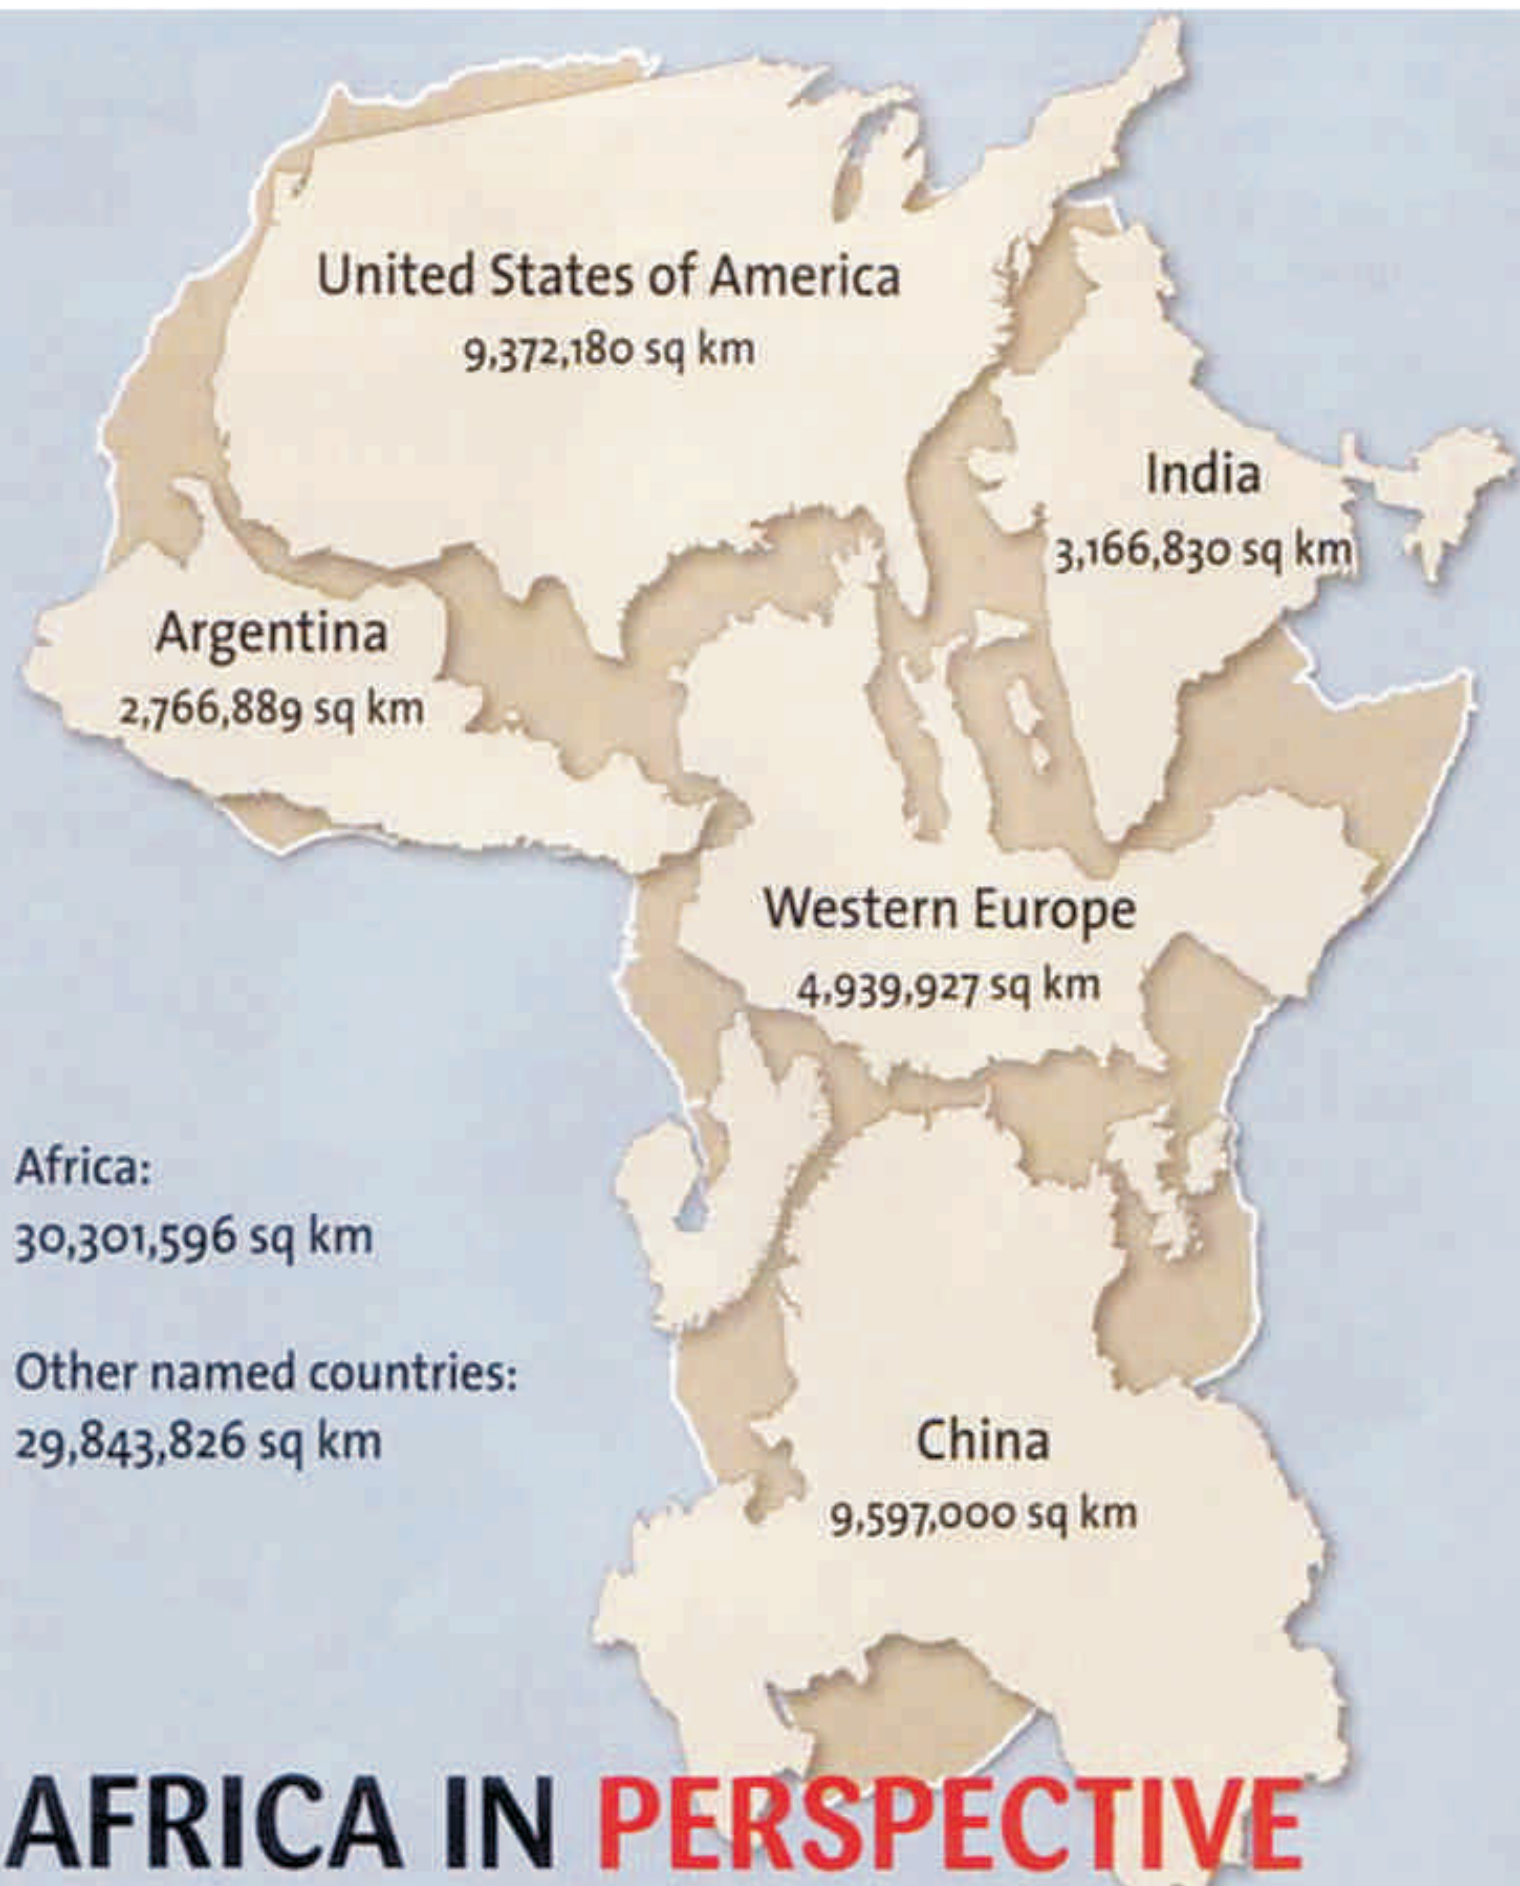 United States of America
9,372,180 sq km
India
3,166,830 sq km
Argentina
2,766,889 sq km
Western Europe
4,939,927 sq km
Africa:
30,301,596 sq km
Other named countries:
29,843,826 sq km
China
9,597,000 sq km
AFRICA IN PERSPECTIVE